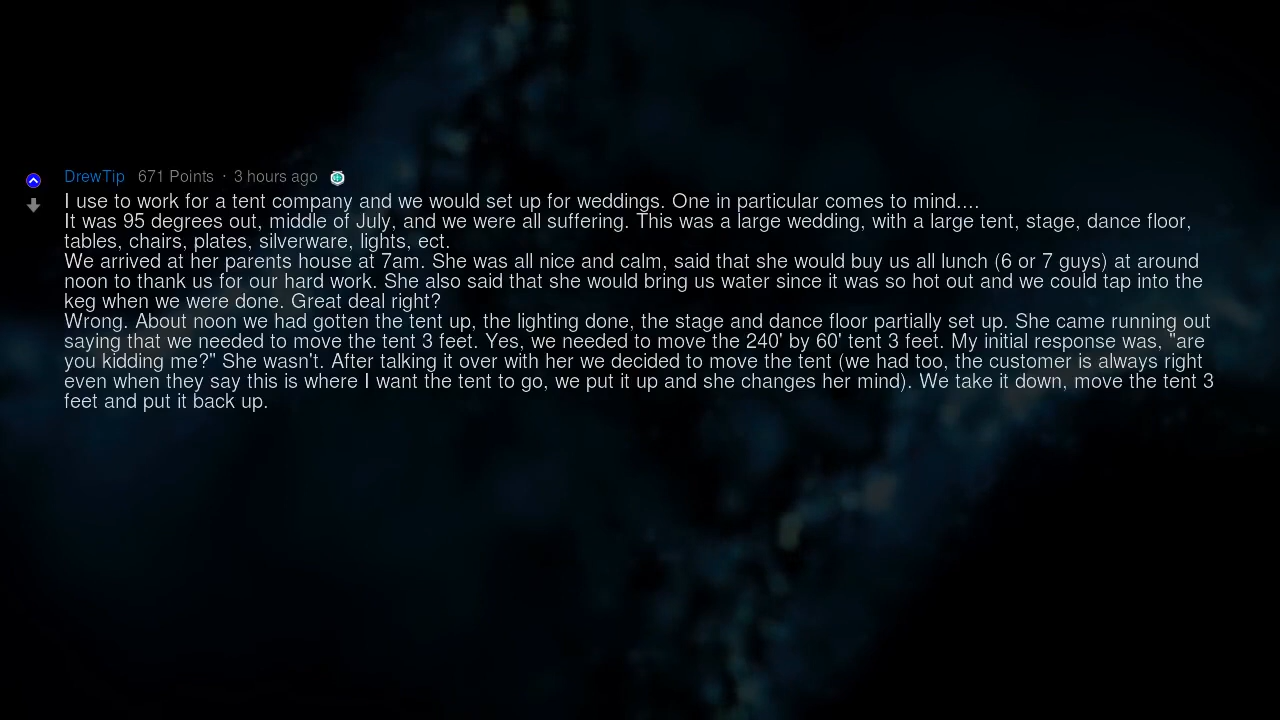 DrewTip 671 Points · 3 hours ago
I use to work for a tent company and we would set up for weddings. One in particular comes to mind....
It was 95 degrees out, middle of July, and we were all suffering. This was a large wedding, with a large tent, stage, dance floor,
tables, chairs, plates, silverware, lights, ect.
We arrived at her parents house at 7am. She was all nice and calm, said that she would buy us all lunch (6 or 7 guys) at around
noon to thank us for our hard work. She also said that she would bring us water since it was so hot out and we could tap into the
keg when we were done. Great deal right?
Wrong. About noon we had gotten the tent up, the lighting done, the stage and dance floor partially set up. She came running out
saying that we needed to move the tent 3 feet. Yes, we needed to move the 240' by 60' tent 3 feet. My initial response was, "are
you kidding me?" She wasn't. After talking it over with her we decided to move the tent (we had too, the customer is always right
even when they say this is where I want the tent to go, we put it up and she changes her mind). We take it down, move the tent 3
feet and put it back up.